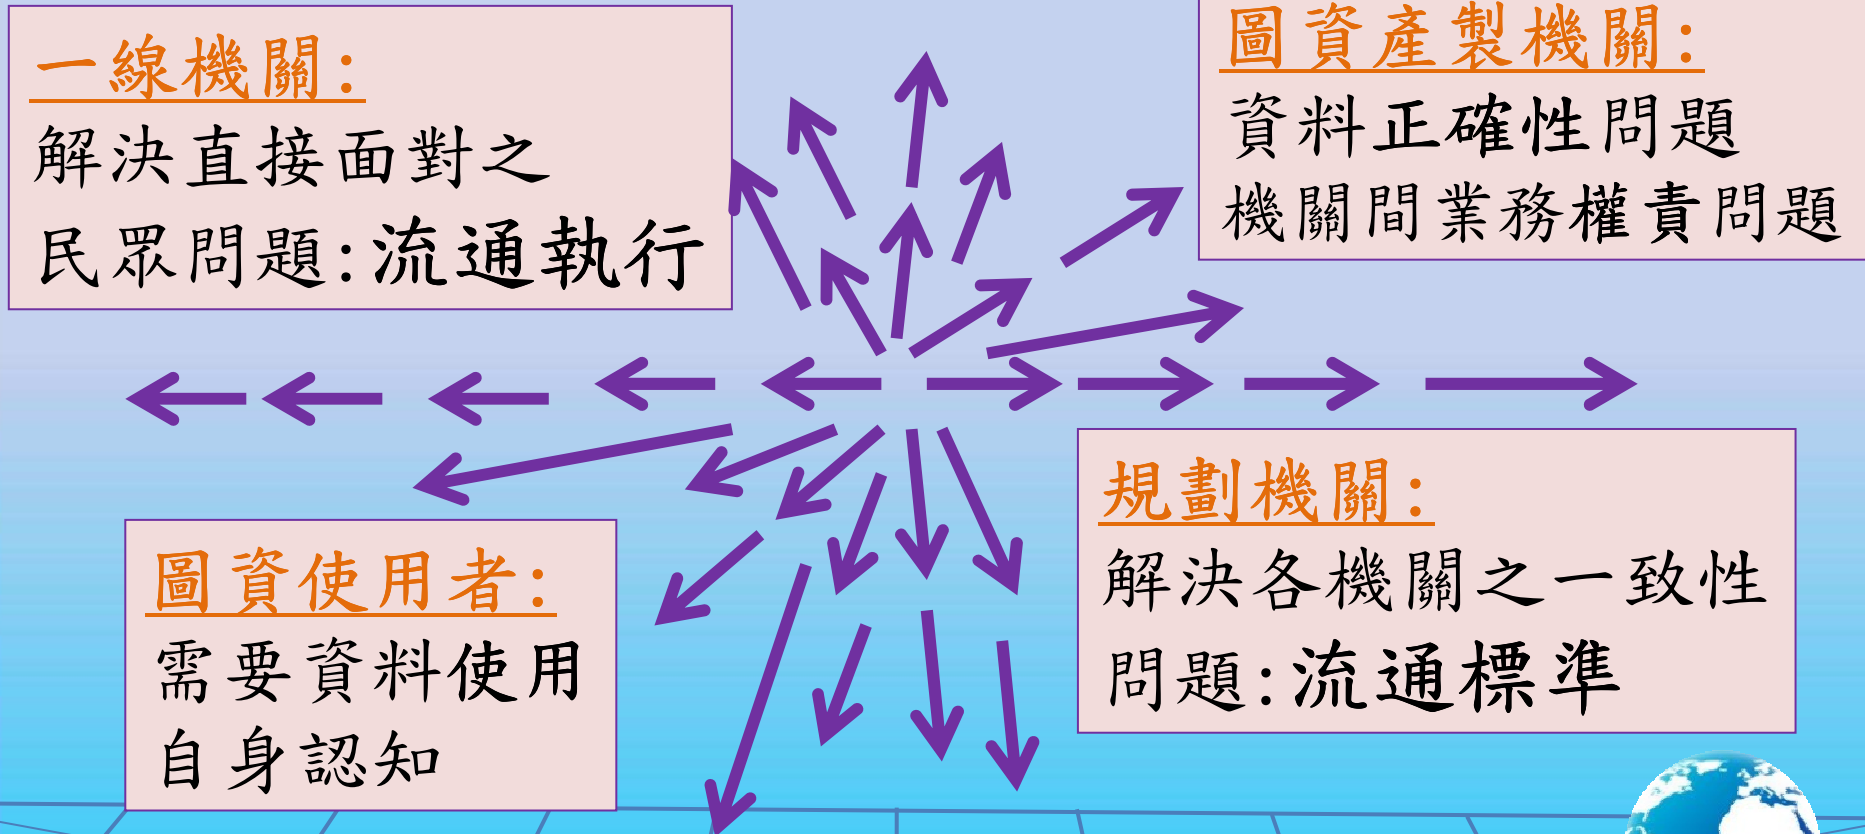 一線機關:
解決直接面對之
民眾問題:流通執行
圖資產製機關:
資料正確性問題
機關間業務權責問題
圖資使用者:
需要資料使用
自身認知
規劃機關:
解決各機關之一致性
問題:流通標準